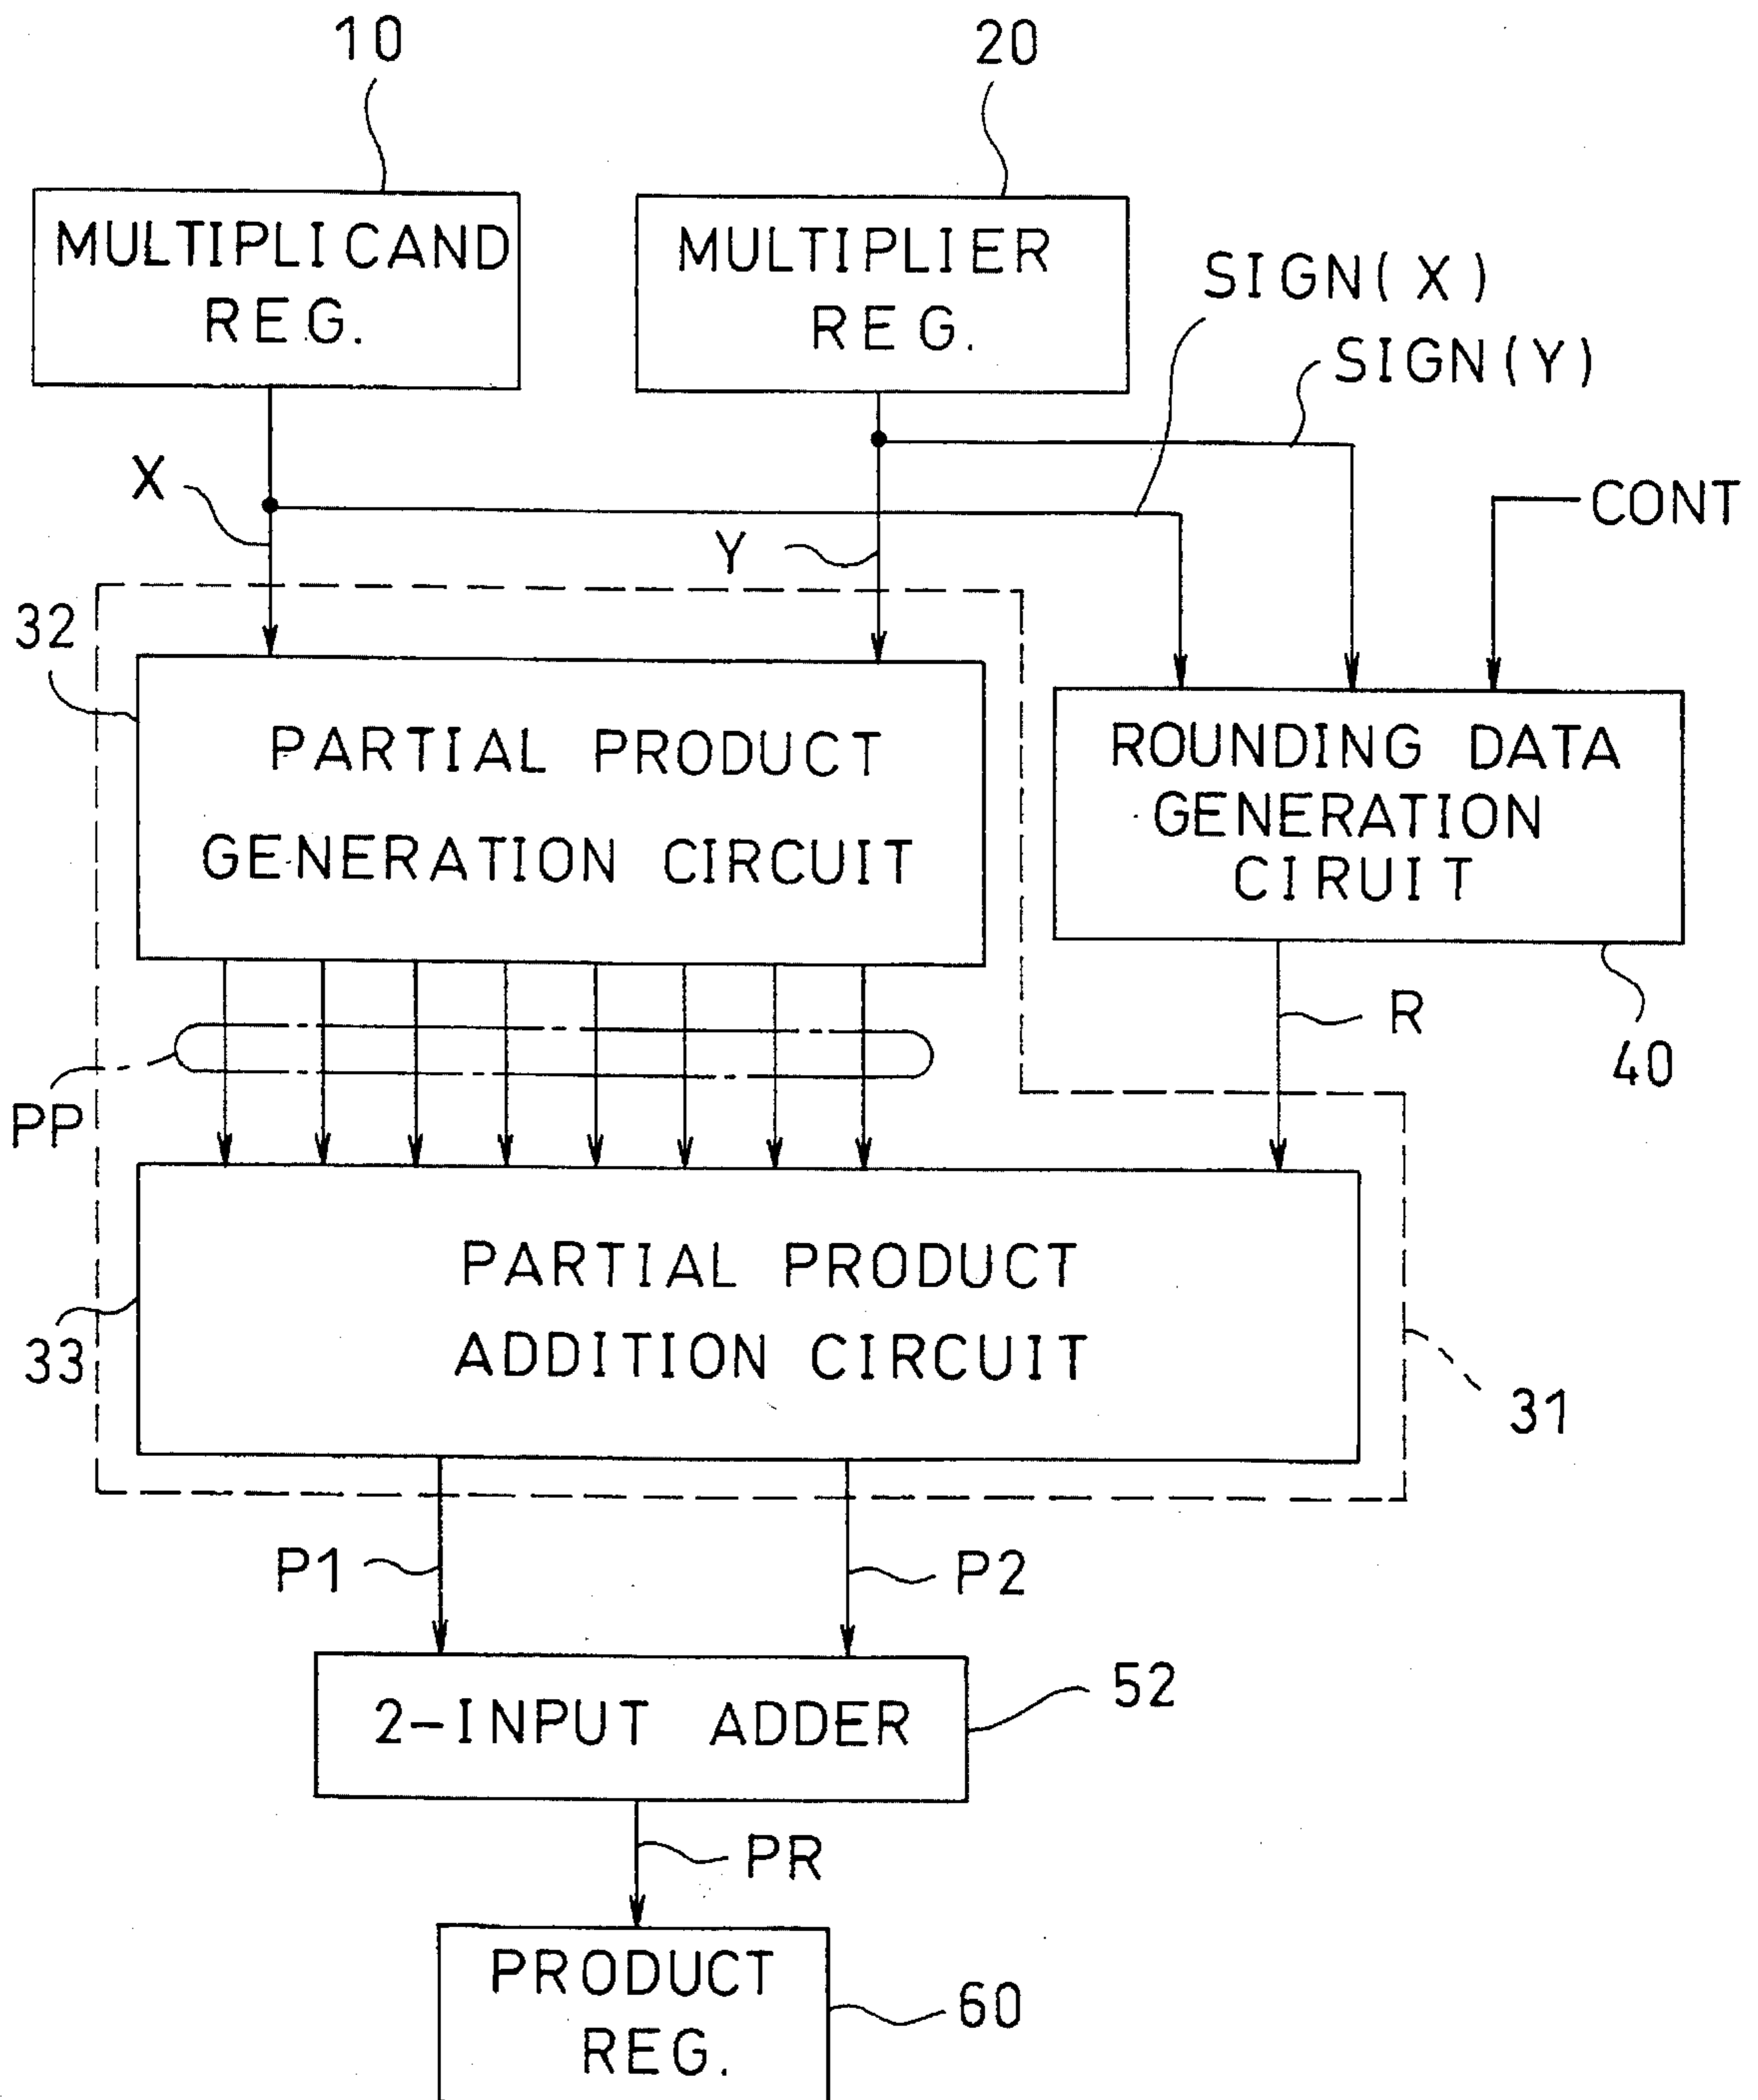 10
20
MULTIPLICAND
REG.
MULTIPLIER
REG.
SIGN(X)
SIGN(Y)
X
Y
CONT
32
PARTIAL PRODUCT
GENERATION CIRCUIT
ROUNDING DATA
GENERATION
CIRUIT
R
40
PP
PARTIAL PRODUCT
ADDITION CIRCUIT
33
31
P1
P2
2-INPUT ADDER
52
PR
PRODUCT
REG.
60